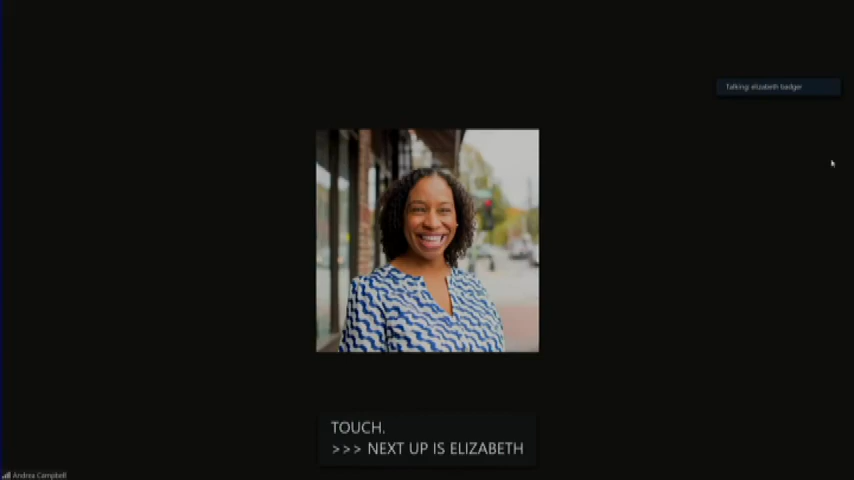 Talking: elizabeth badger
TOUCH.
>>> NEXT UP IS ELIZABETH
Andrea Campbell